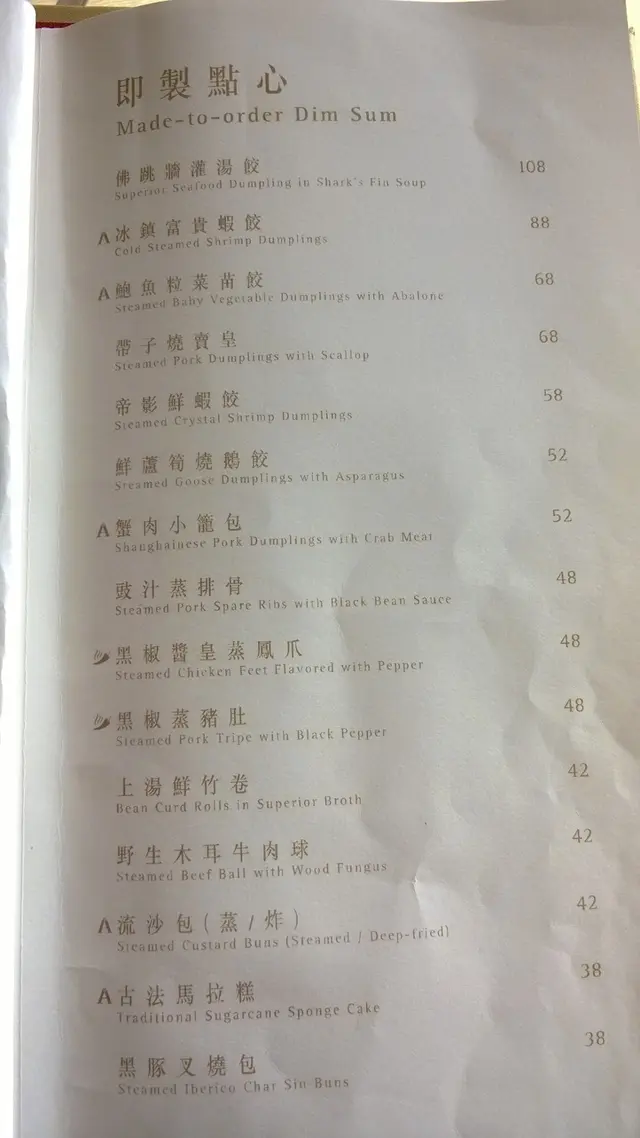 即製點心
Made-to-order Dim Sum
佛跳牆灌湯餃 108
Superior Seafood Dumpling in Shark's Fin Soup
冰鎮富貴蝦餃 88
Cold Steamed Shrimp Dumplings
鮑魚粒菜苗餃 68
Steamed Baby Vegetable Dumplings with Abalone
帶子燒賣皇 68
Steamed Pork Dumplings with Scallop
帝影鮮蝦餃 58
Steamed Crystal Shrimp Dumplings
鮮蘆筍燒鵝餃 52
Steamed Goose Dumplings with Asparagus
蟹肉小籠包 52
Shanghainese Pork Dumplings with Crab Meat
豉汁蒸排骨 48
Steamed Pork Spare Ribs with Black Bean Sauce
黑椒醬皇蒸鳳爪 48
Steamed Chicken Feet Flavored with Pepper
黑椒蒸豬肚 48
Steamed Pork Tripe with Black Pepper
上湯鮮竹卷 42
Bean Curd Rolls in Superior Broth
野生木耳牛肉球 42
Steamed Beef Ball with Wood Fungus
流沙包(蒸/炸) 42
Steamed Custard Buns (Steamed / Deep-fried)
古法馬拉糕 38
Traditional Sugarcane Sponge Cake
黑豚叉燒包 38
Steamed Iberico Char Siu Buns